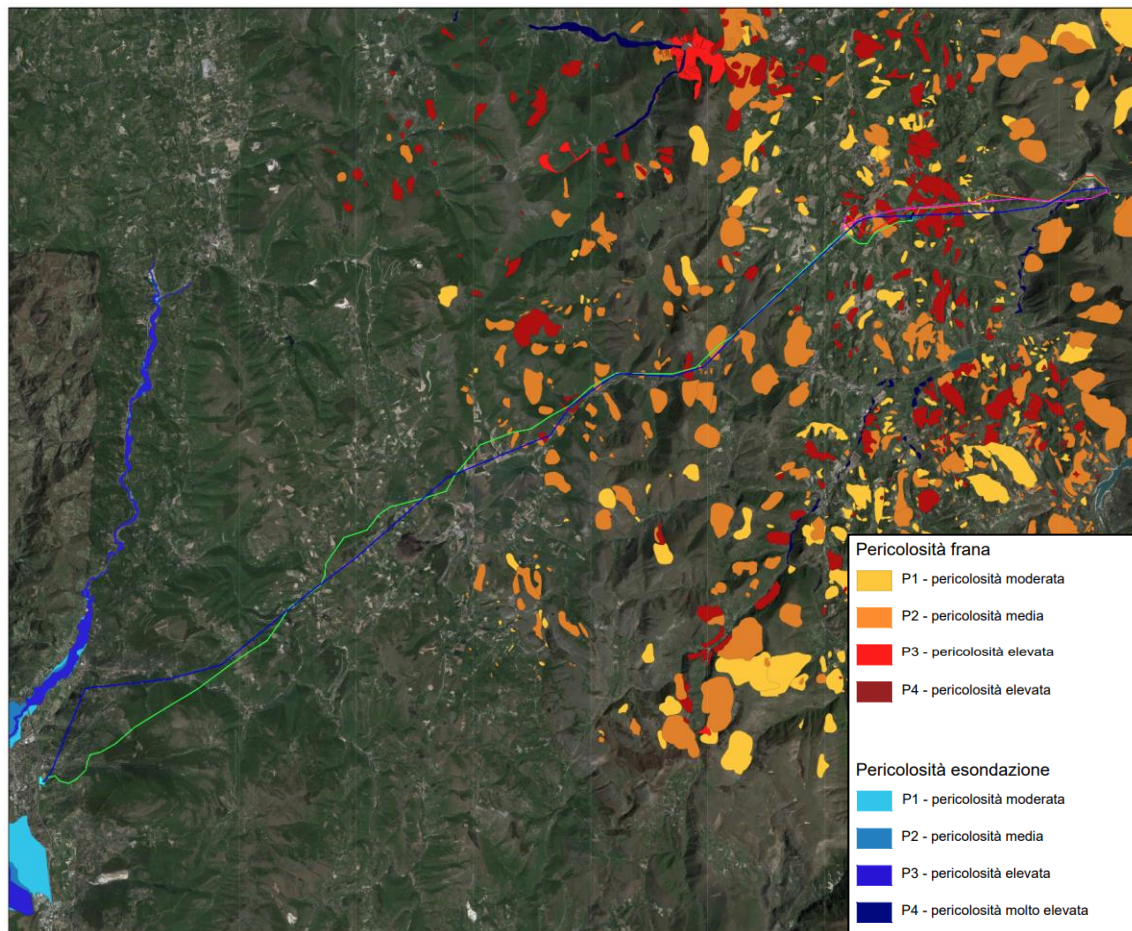 Pericolosità frana
P1 - pericolosità moderata
P2 - pericolosità media
P3 - pericolosità elevata
P4 - pericolosità elevata
Pericolosità esondazione
P1 - pericolosità moderata
P2 - pericolosità media
P3 - pericolosità elevata
P4 - pericolosità molto elevata